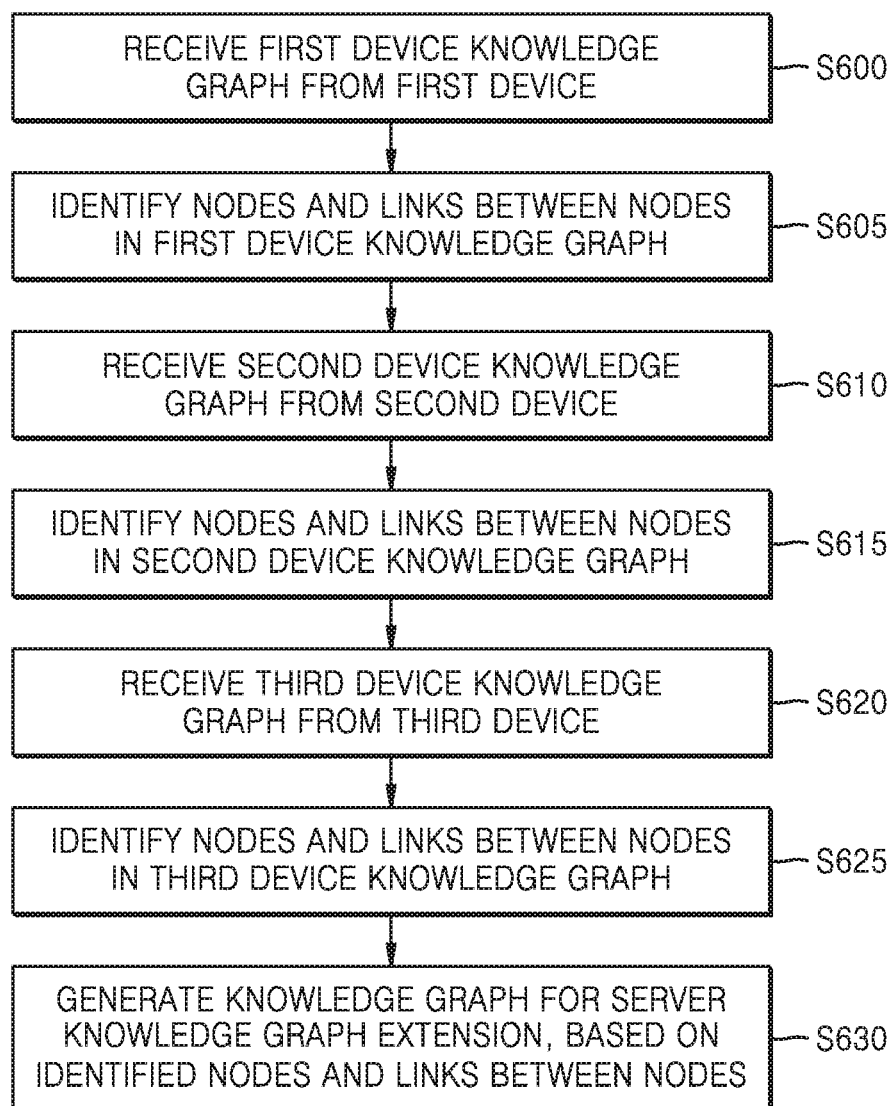 RECEIVE FIRST DEVICE KNOWLEDGE
GRAPH FROM FIRST DEVICE
S600
IDENTIFY NODES AND LINKS BETWEEN NODES
IN FIRST DEVICE KNOWLEDGE GRAPH
S605
RECEIVE SECOND DEVICE KNOWLEDGE
GRAPH FROM SECOND DEVICE
S610
IDENTIFY NODES AND LINKS BETWEEN NODES
IN SECOND DEVICE KNOWLEDGE GRAPH
S615
RECEIVE THIRD DEVICE KNOWLEDGE
GRAPH FROM THIRD DEVICE
S620
IDENTIFY NODES AND LINKS BETWEEN NODES
IN THIRD DEVICE KNOWLEDGE GRAPH
S625
GENERATE KNOWLEDGE GRAPH FOR SERVER
KNOWLEDGE GRAPH EXTENSION, BASED ON
IDENTIFIED NODES AND LINKS BETWEEN NODES
S630